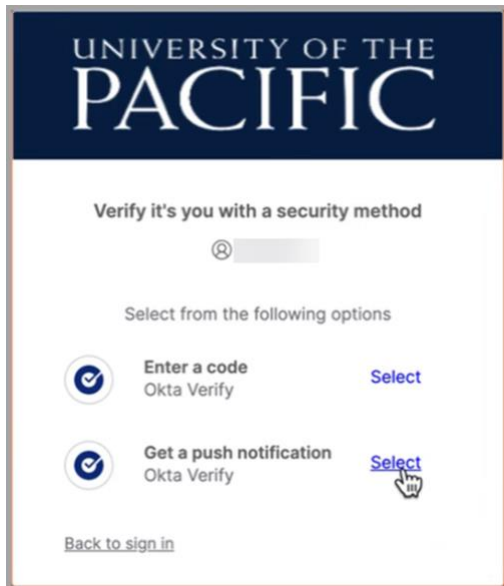 UNIVERSITY OF THE
PACIFIC
Verify it's you with a security method
Select from the following options
Enter a code
Okta Verify
Select
Get a push notification
Okta Verify
Select
Back to sign in